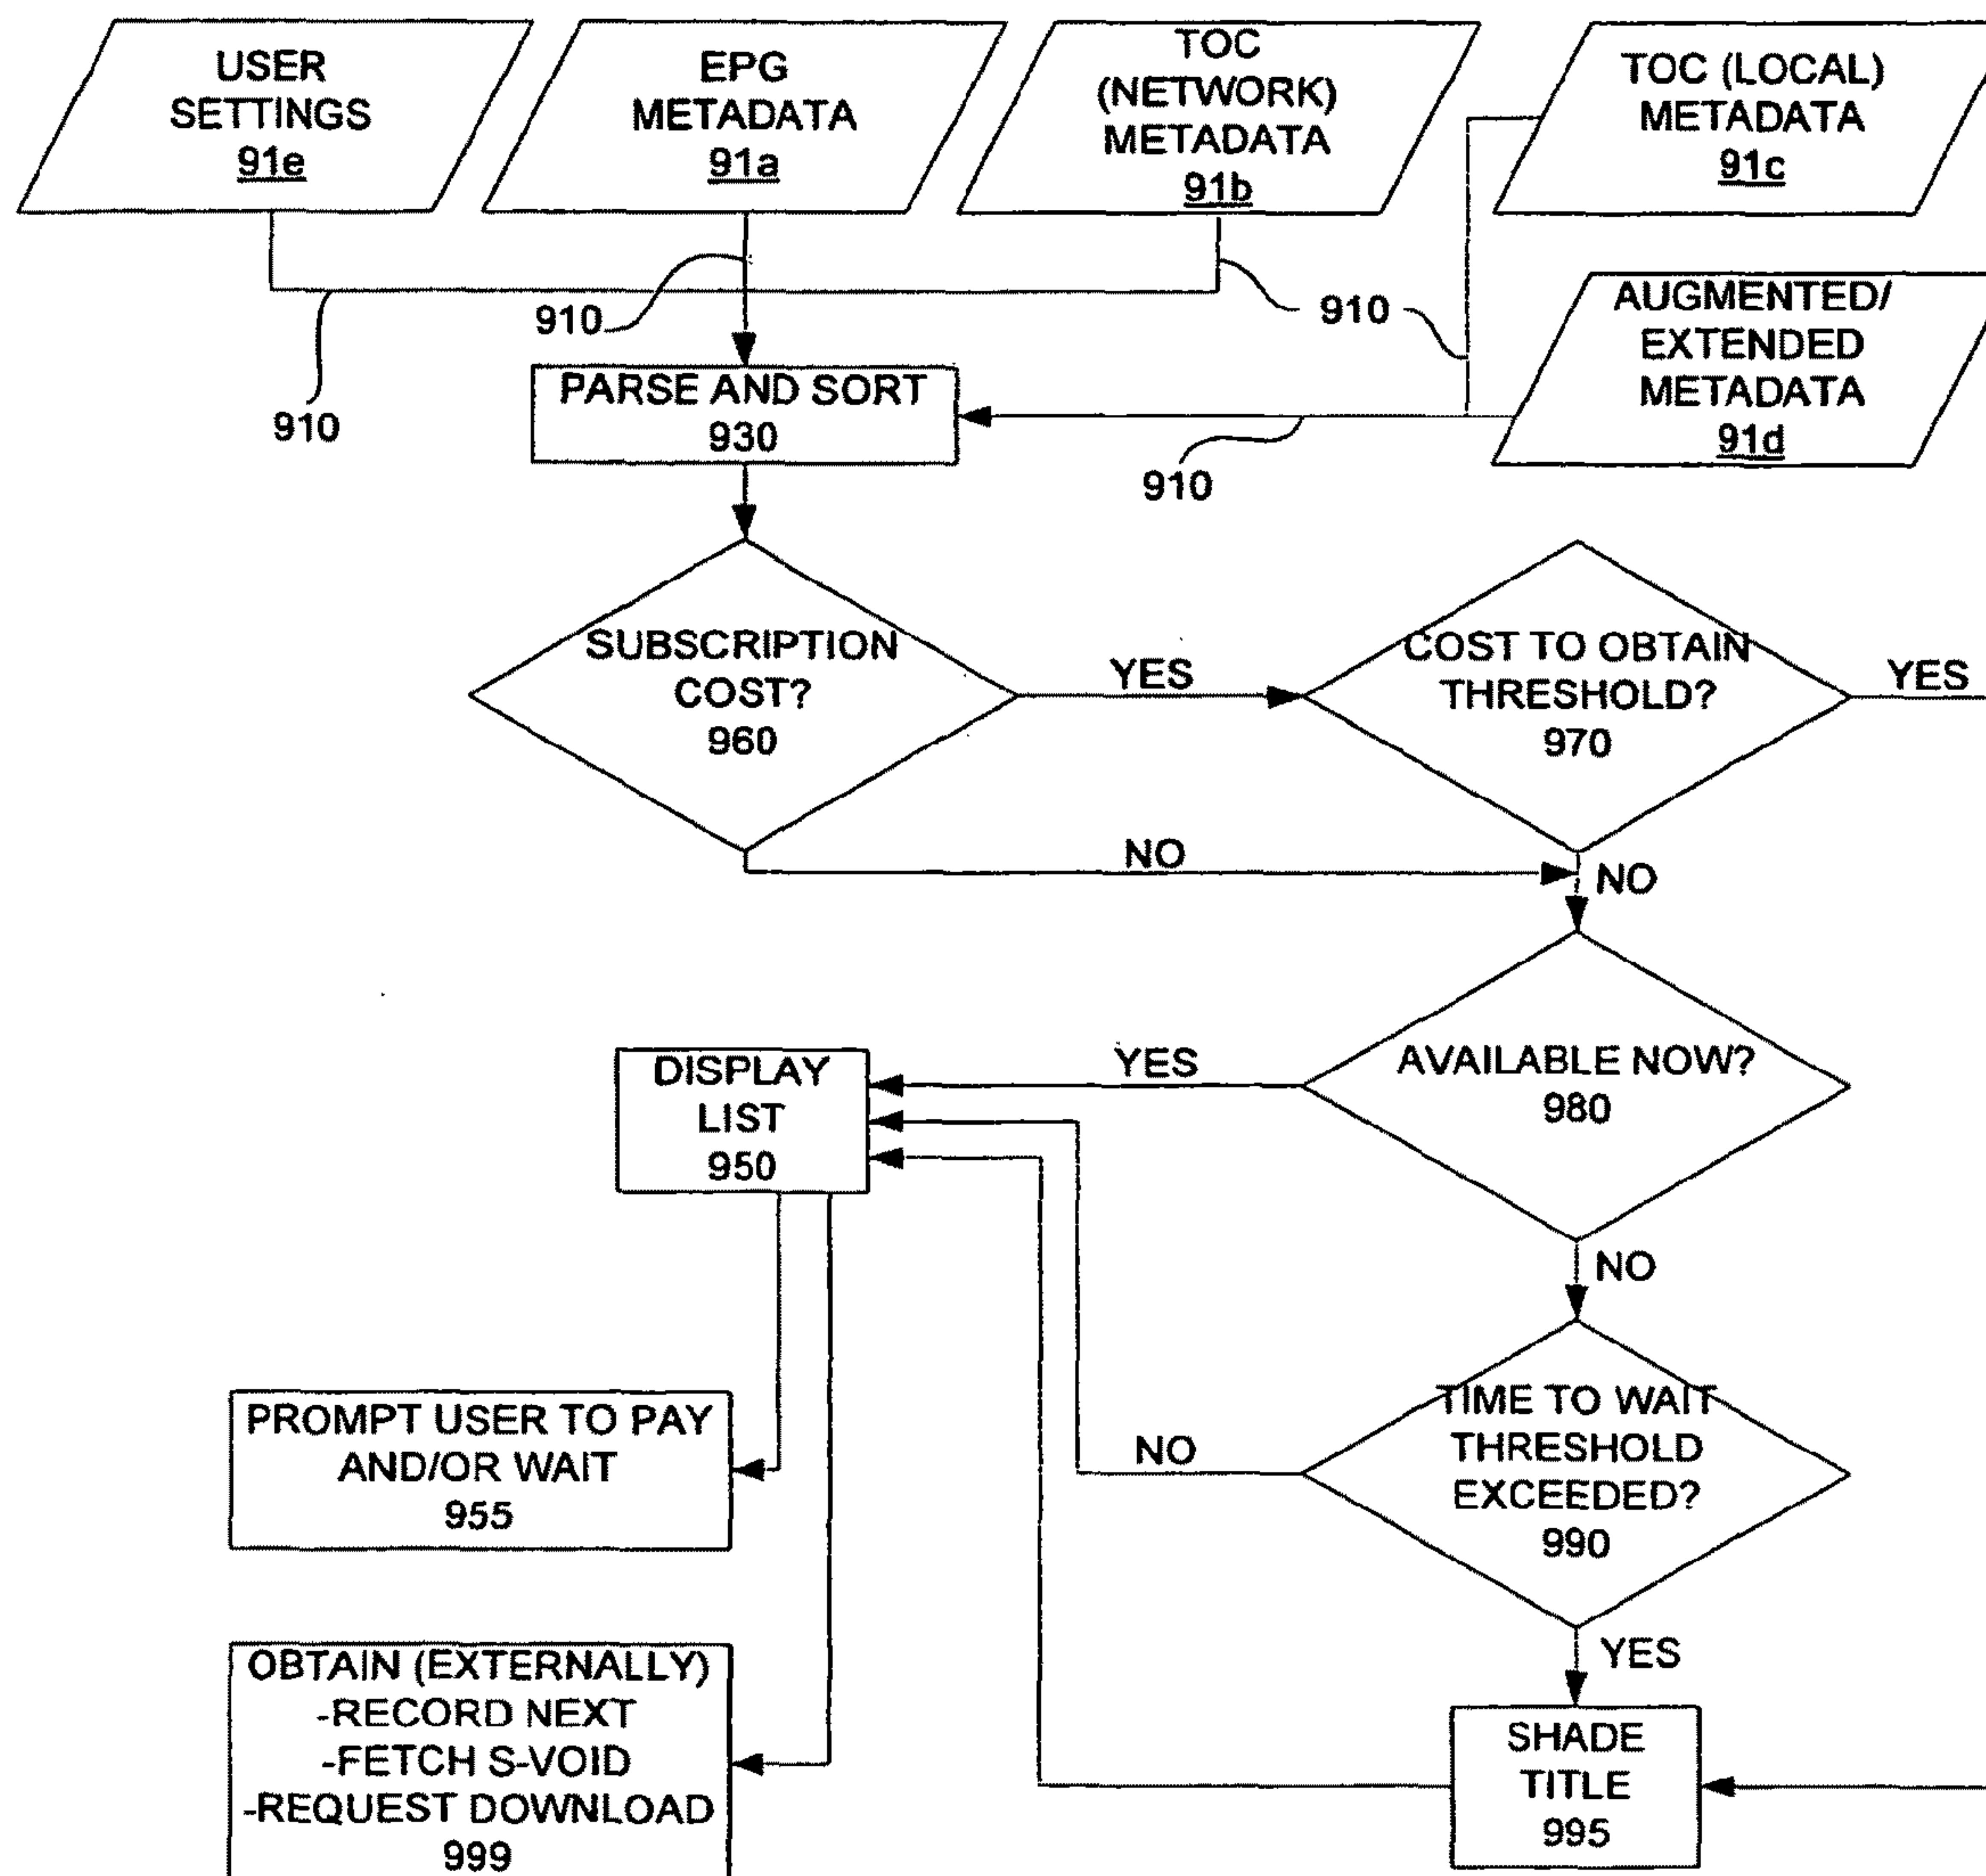 USER
SETTINGS
91e
EPG
METADATA
91a
TOC
(NETWORK)
METADATA
91b
TOC (LOCAL)
METADATA
91c
910
910
910
AUGMENTED/
EXTENDED
METADATA
91d
PARSE AND SORT
930
910
SUBSCRIPTION
COST?
960
YES
COST TO OBTAIN
THRESHOLD?
970
YES
NO
NO
DISPLAY
LIST
950
YES
AVAILABLE NOW?
980
NO
PROMPT USER TO PAY
AND/OR WAIT
955
NO
TIME TO WAIT
THRESHOLD
EXCEEDED?
990
YES
OBTAIN (EXTERNALLY)
-RECORD NEXT
-FETCH S-VOID
-REQUEST DOWNLOAD
999
SHADE
TITLE
995